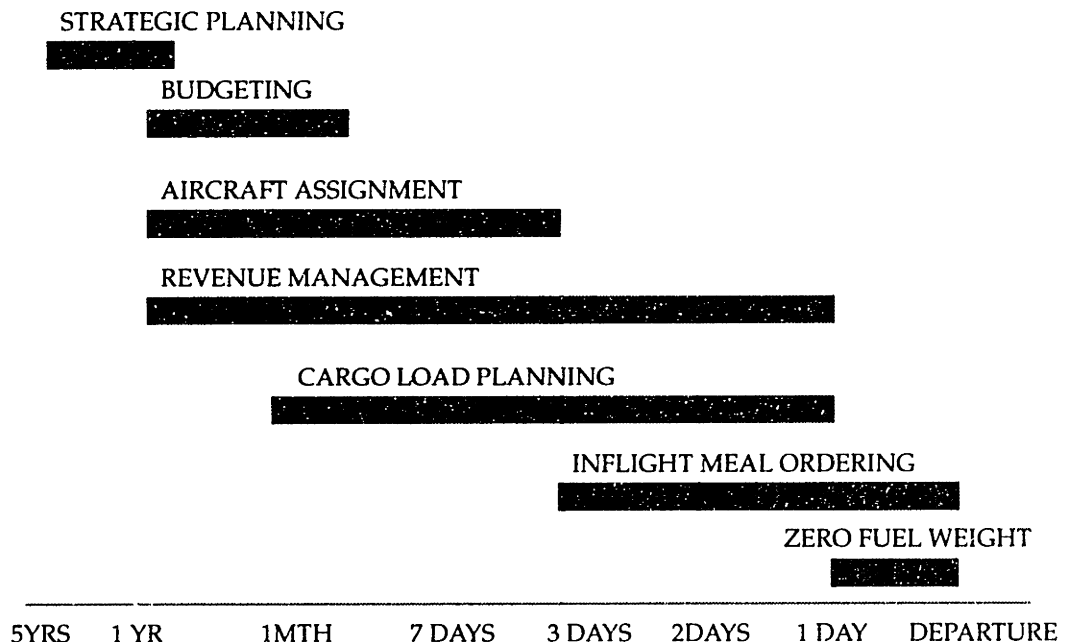 STRATEGIC PLANNING
BUDGETING
AIRCRAFT ASSIGNMENT
REVENUE MANAGEMENT
CARGO LOAD PLANNING
INFLIGHT MEAL ORDERING
ZERO FUEL WEIGHT
5YRS 1 YR 1MTH 7 DAYS 3 DAYS 2DAYS 1 DAY DEPARTURE